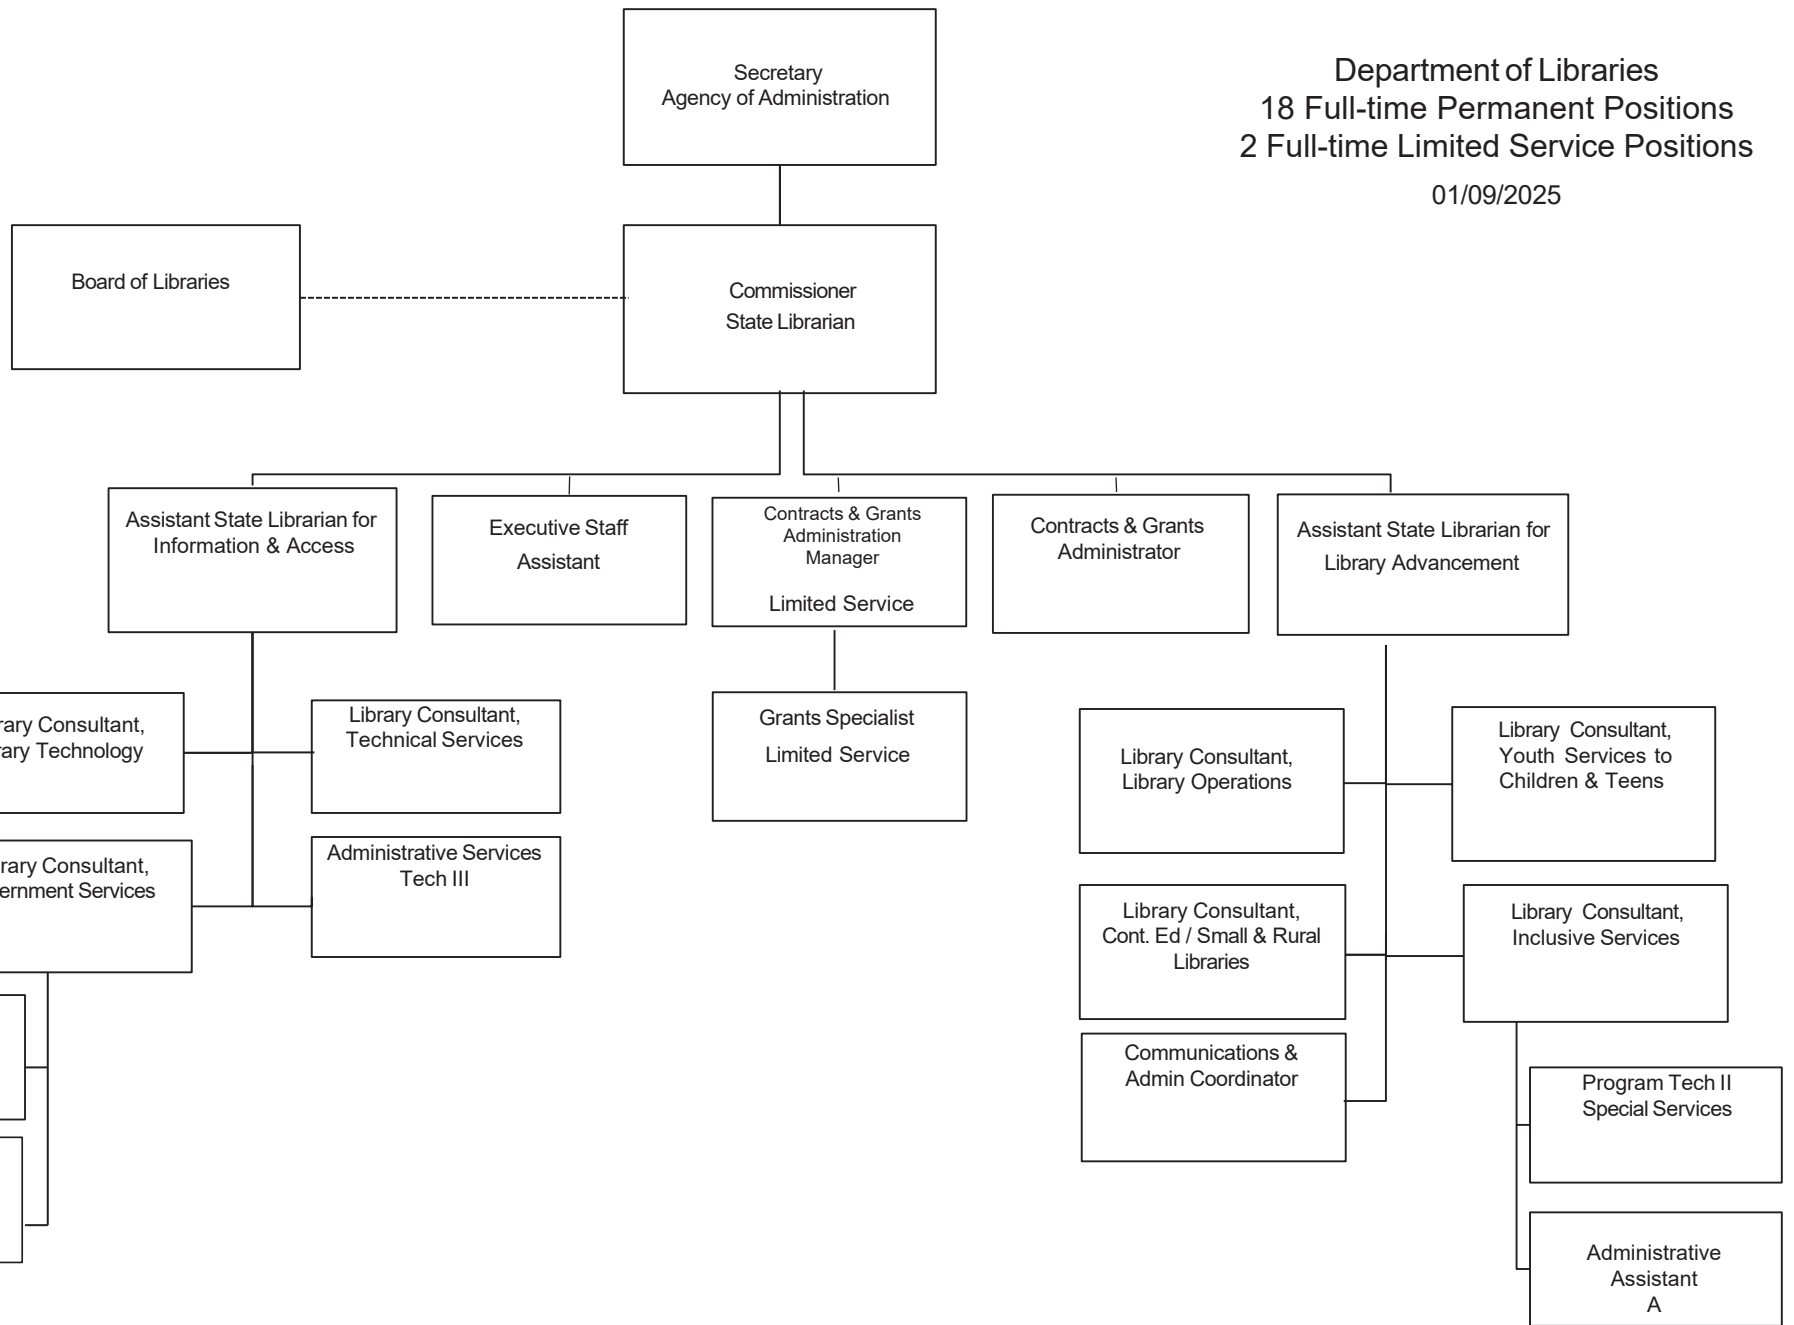 Secretary
Agency of Administration
Department of Libraries
18 Full-time Permanent Positions
2 Full-time Limited Service Positions
01/09/2025
Board of Libraries
Commissioner
State Librarian
Assistant State Librarian for
Information & Access
Executive Staff
Assistant
Contracts & Grants
Administration
Manager
Limited Service
Contracts & Grants
Administrator
Assistant State Librarian for
Library Advancement
Consultant,
Technology
Library Consultant,
Technical Services
Grants Specialist
Limited Service
Library Consultant,
Library Operations
Library Consultant,
Youth Services to
Children & Teens
Consultant,
Services
Administrative Services
Tech III
Library Consultant,
Cont. Ed / Small & Rural
Libraries
Library Consultant,
Inclusive Services
Communications &
Admin Coordinator
Program Tech II
Special Services
Administrative
Assistant
A